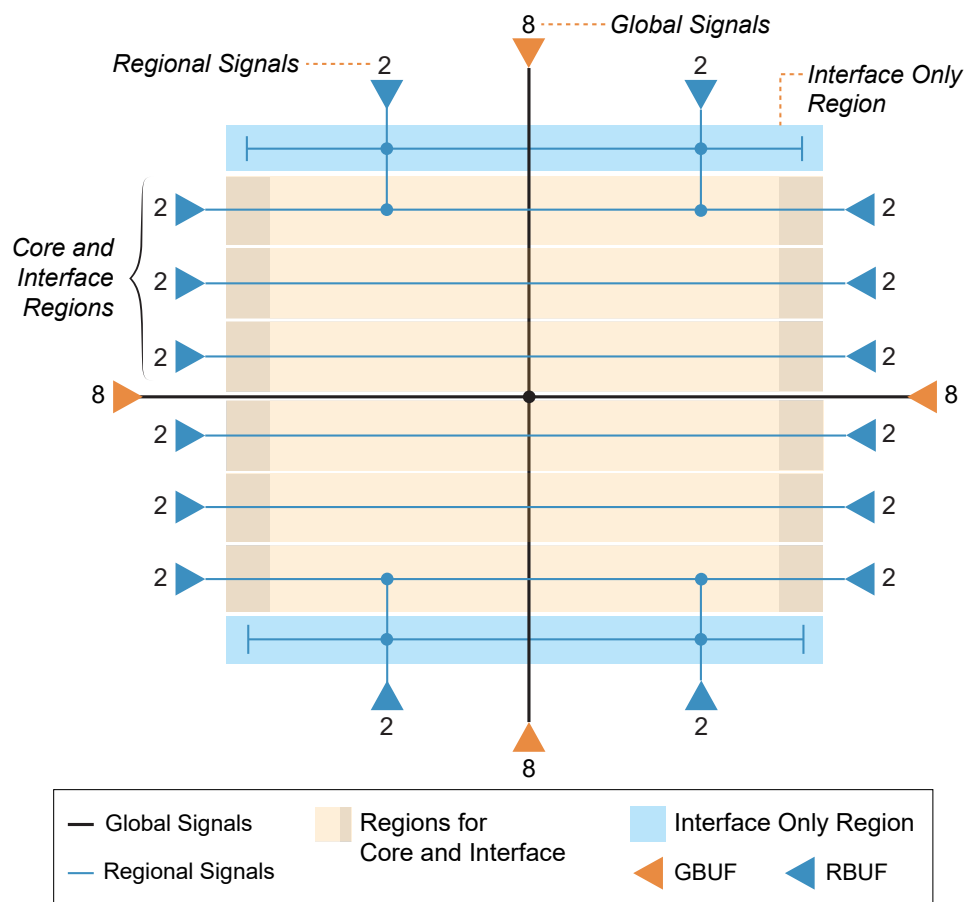 8
Global Signals
Regional Signals
2
2
Interface Only
Region
2
2
Core and
Interface
Regions
2
2
2
2
8
8
2
2
2
2
2
2
2
2
8
Global Signals
Regional Signals
Regions for
Core and Interface
Interface Only Region
GBUF
RBUF